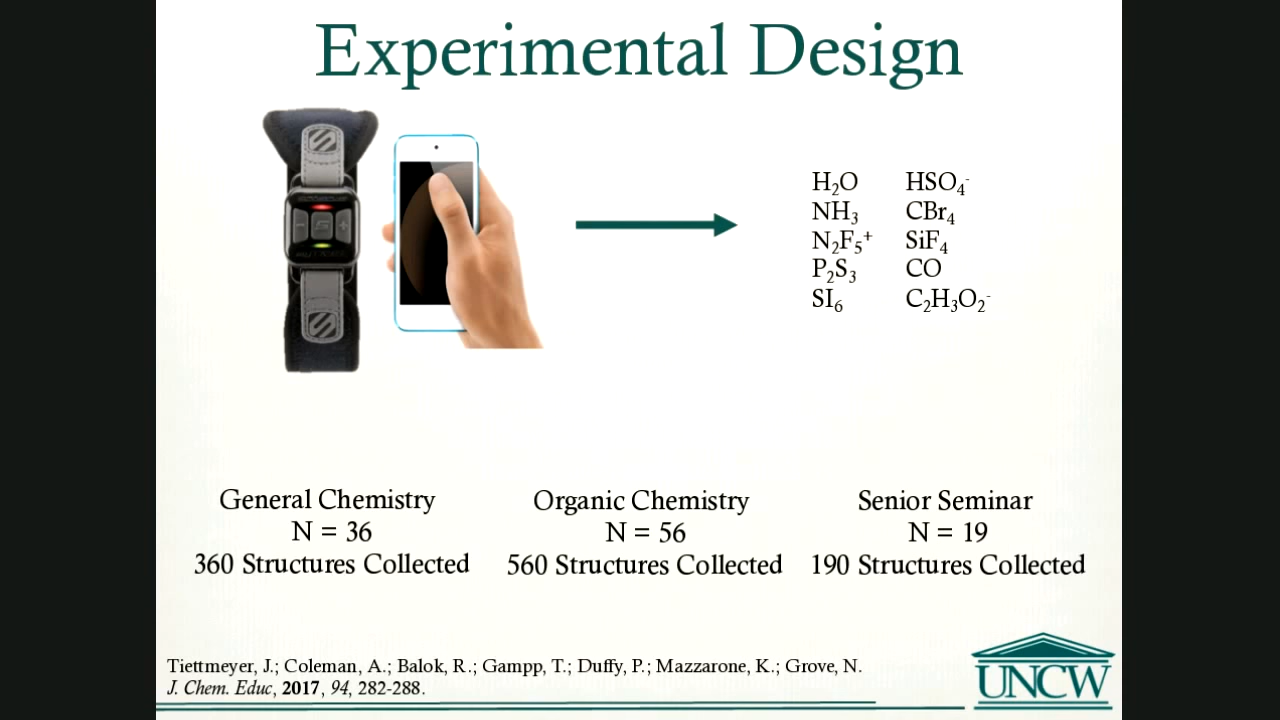 Experimental Design
H₂O HSO₄⁻
NH₃ CBr₄
N₂F₅⁺ SiF₄
P₂S₃ CO
SI₆ C₂H₃O₂⁻
General Chemistry
N = 36
360 Structures Collected
Organic Chemistry
N = 56
560 Structures Collected
Senior Seminar
N = 19
190 Structures Collected
Tiettmeyer, J.; Coleman, A.; Balok, R.; Gampp, T.; Duffy, P.; Mazzarone, K.; Grove, N.
J. Chem. Educ, 2017, 94, 282-288.
UNCW